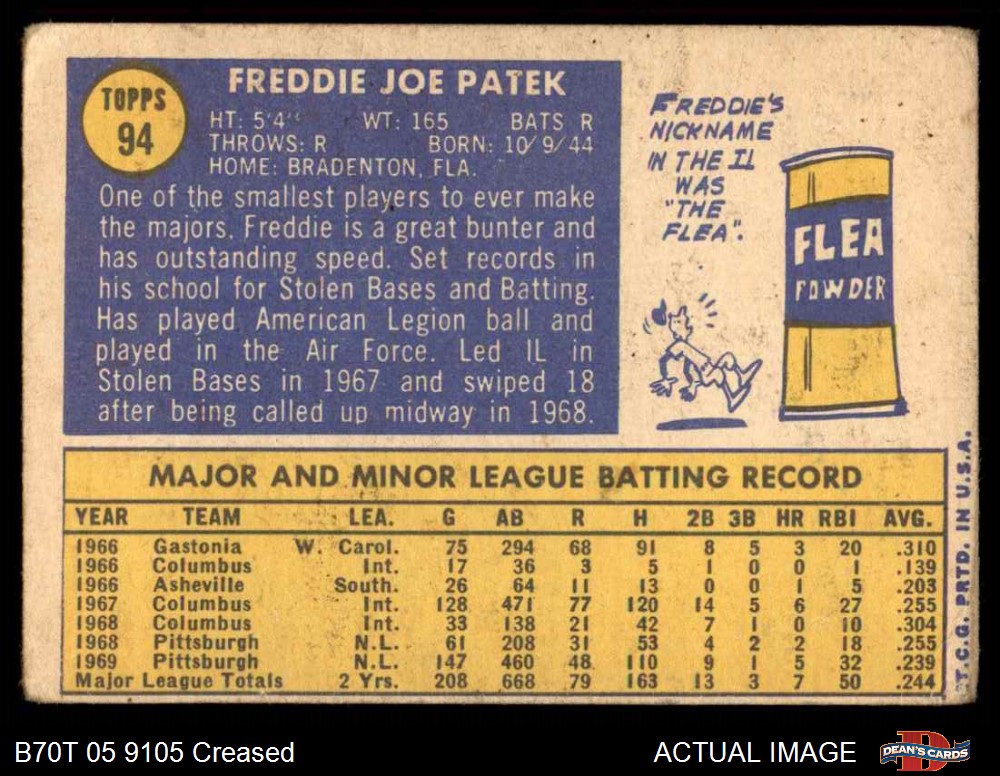 TOPPS
94
FREDDIE JOE PATEK
HT: 5'4" WT: 165 BATS R
THROWS: R BORN: 10/9/44
HOME: BRADENTON, FLA.
One of the smallest players to ever make
the majors, Freddie is a great bunter and
has outstanding speed. Set records in
his school for Stolen Bases and Batting.
Has played American Legion ball and
played in the Air Force. Led IL in
Stolen Bases in 1967 and swiped 18
after being called up midway in 1968.
FREDDIE'S
NICKNAME
IN THE IL
WAS
"THE
FLEA".
FLEA
POWDER
MAJOR AND MINOR LEAGUE BATTING RECORD
YEAR TEAM LEA. G AB R H 2B 3B HR RBI AVG.
1966 Gastonia W. Carol. 75 294 68 91 8 5 3 20 .310
1966 Columbus Int. 17 36 3 5 1 0 0 1 .139
1966 Asheville South. 26 64 11 13 0 0 1 5 .203
1967 Columbus Int. 128 471 77 120 14 5 6 27 .255
1968 Columbus Int. 33 138 21 42 7 1 0 10 .304
1968 Pittsburgh N.L. 61 208 31 53 4 2 2 18 .255
1969 Pittsburgh N.L. 147 460 48 110 9 1 5 32 .239
Major League Totals 2 Yrs. 208 668 79 163 13 3 7 50 .244
T.C.G. PRTD. IN U.S.A.
B70T 05 9105 Creased
ACTUAL IMAGE
DEAN'S CARDS